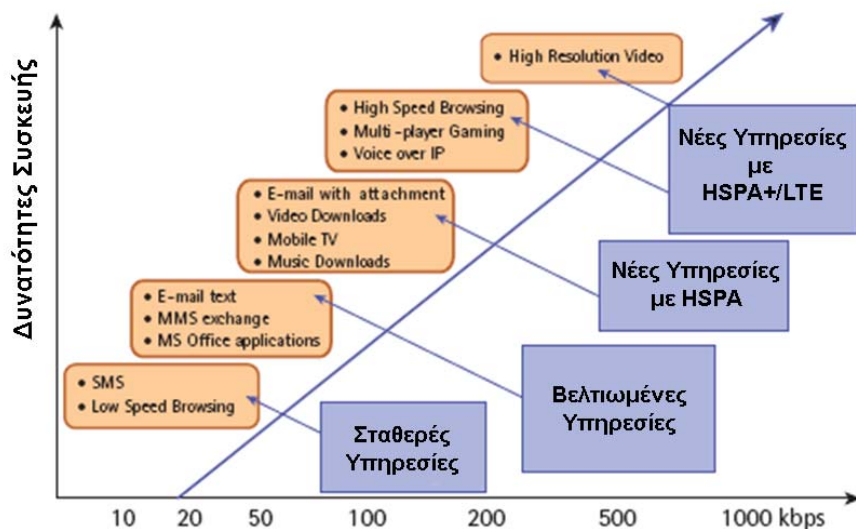 Δυνατότητες Συσκευής
• High Resolution Video
• High Speed Browsing
• Multi-player Gaming
• Voice over IP
Νέες Υπηρεσίες
με
HSPA+/LTE
• E-mail with attachment
• Video Downloads
• Mobile TV
• Music Downloads
Νέες Υπηρεσίες
με HSPA
• E-mail text
• MMS exchange
• MS Office applications
Βελτιωμένες
Υπηρεσίες
• SMS
• Low Speed Browsing
Σταθερές
Υπηρεσίες
10 20 50 100 200 500 1000 kbps